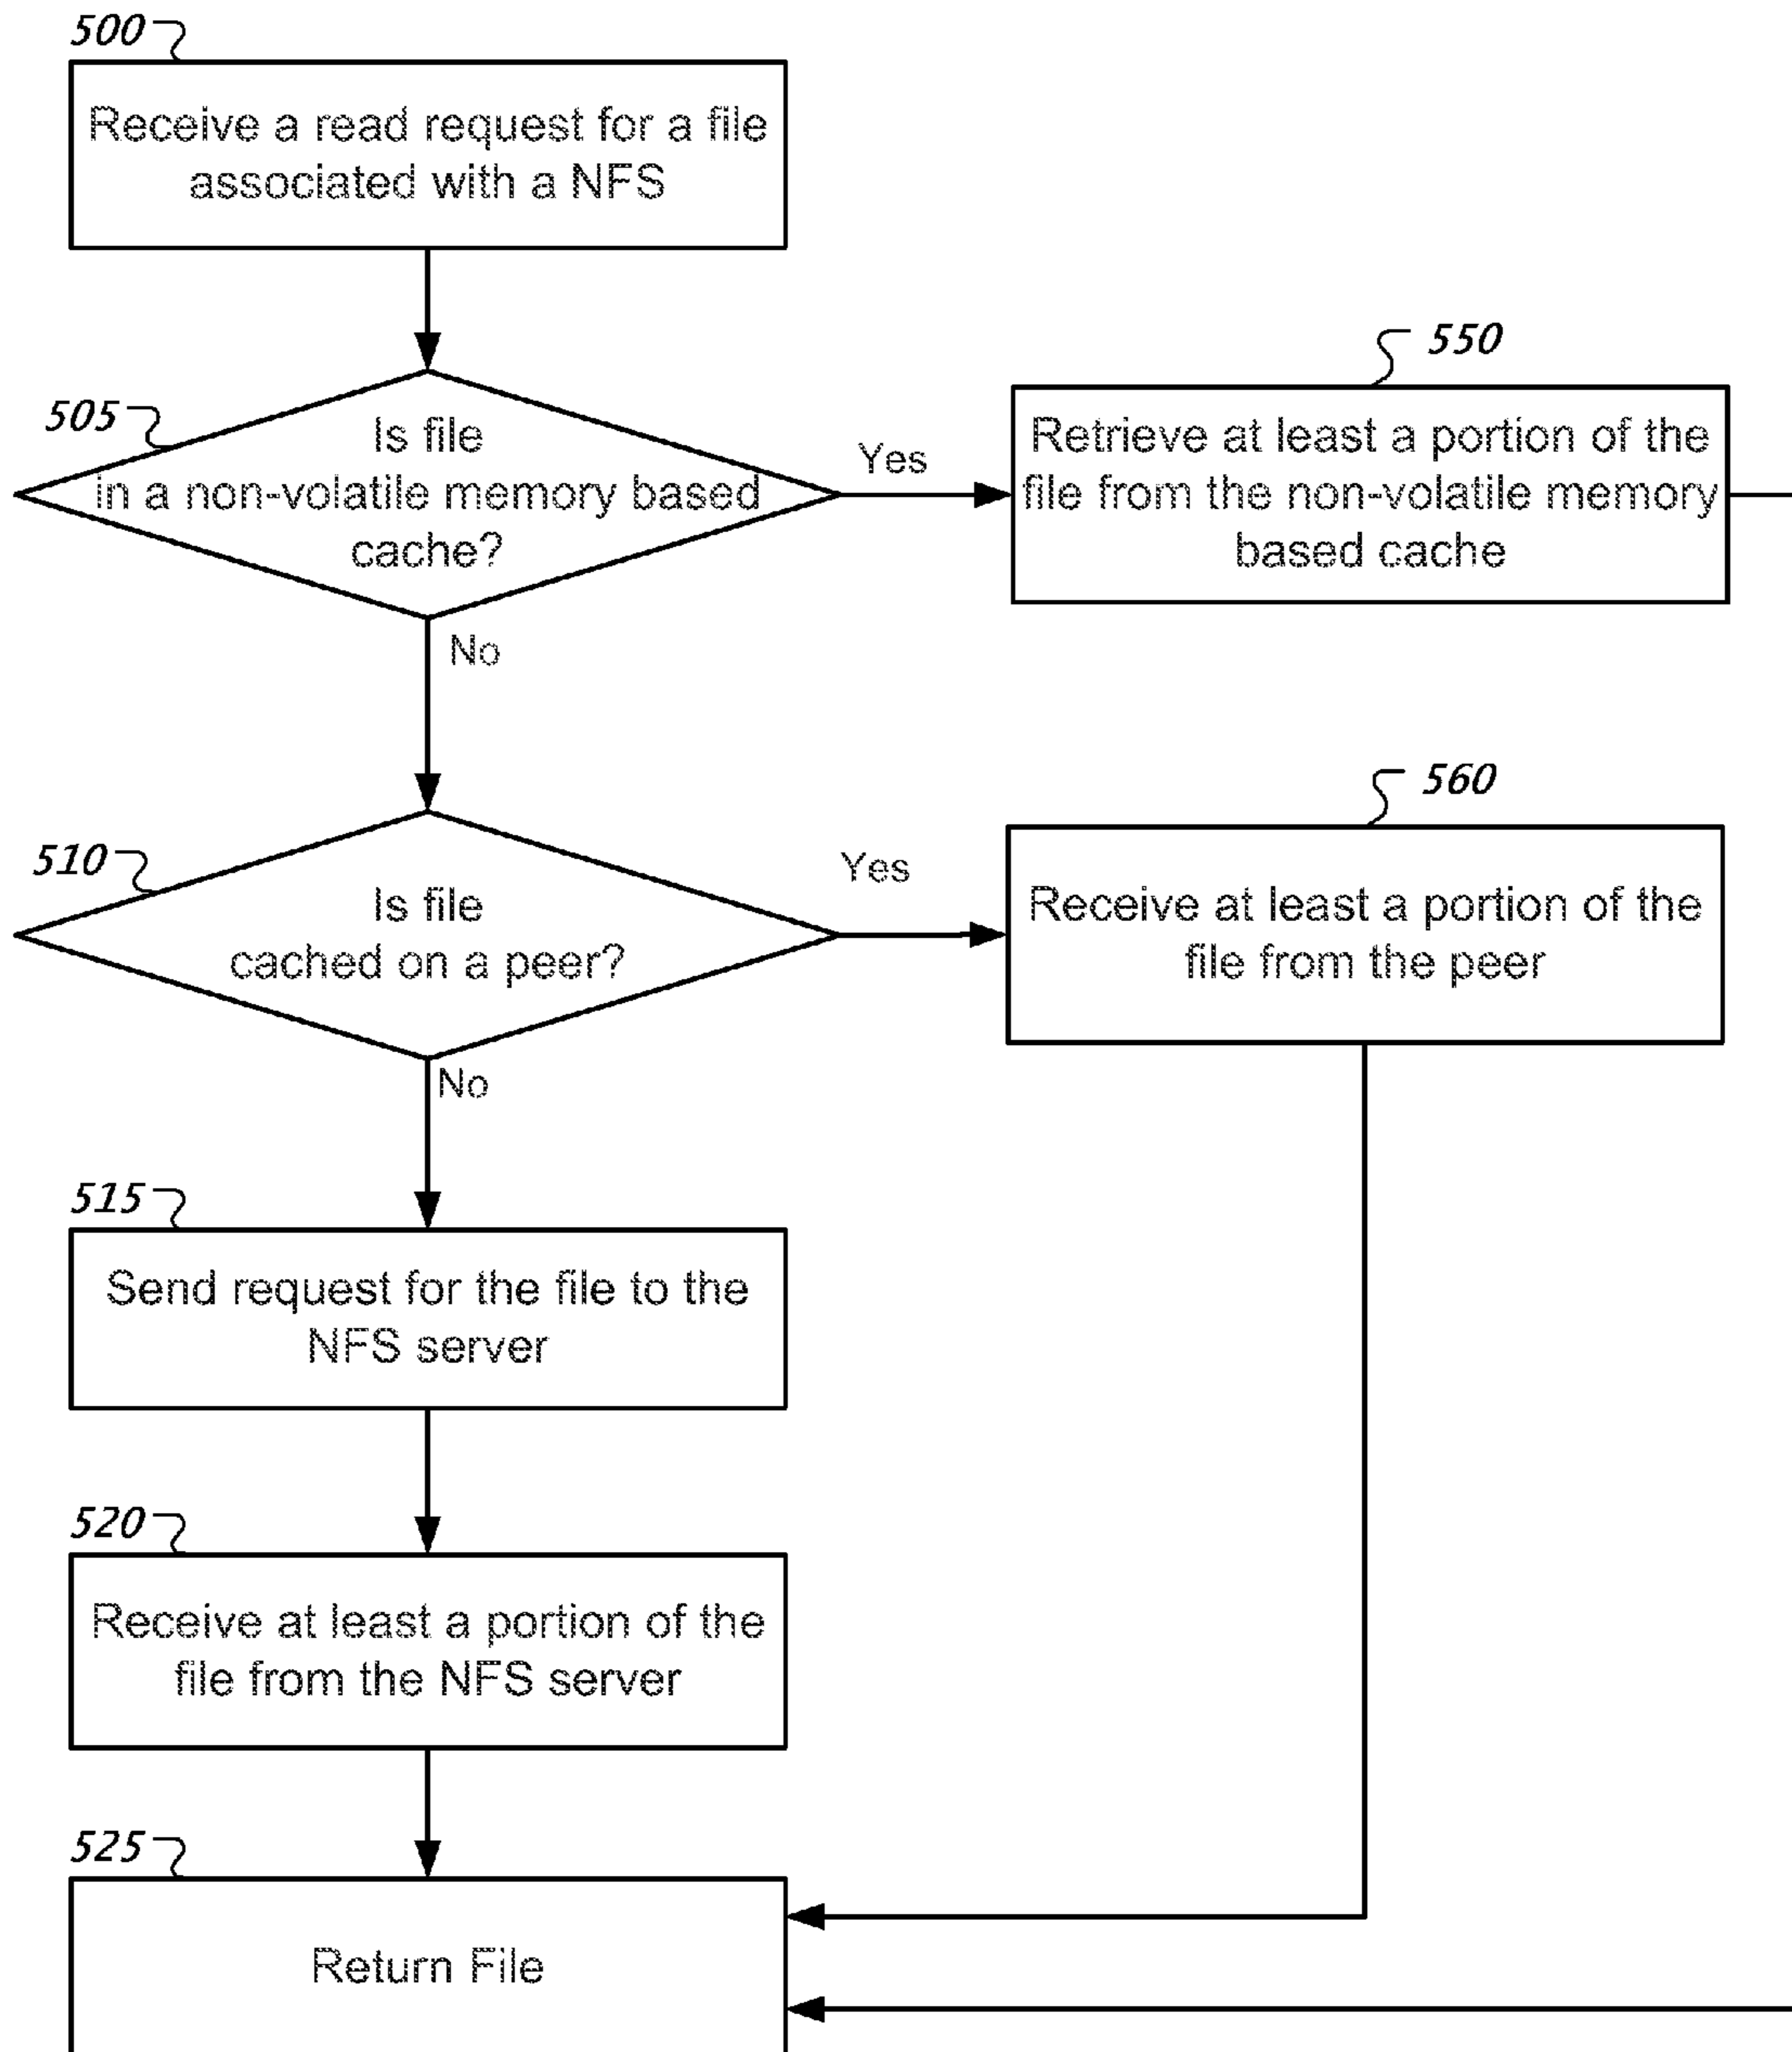 500
Receive a read request for a file
associated with a NFS
505
Is file
in a non-volatile memory based
cache?
Yes
550
Retrieve at least a portion of the
file from the non-volatile memory
based cache
No
510
Is file
cached on a peer?
Yes
560
Receive at least a portion of the
file from the peer
No
515
Send request for the file to the
NFS server
520
Receive at least a portion of the
file from the NFS server
525
Return File